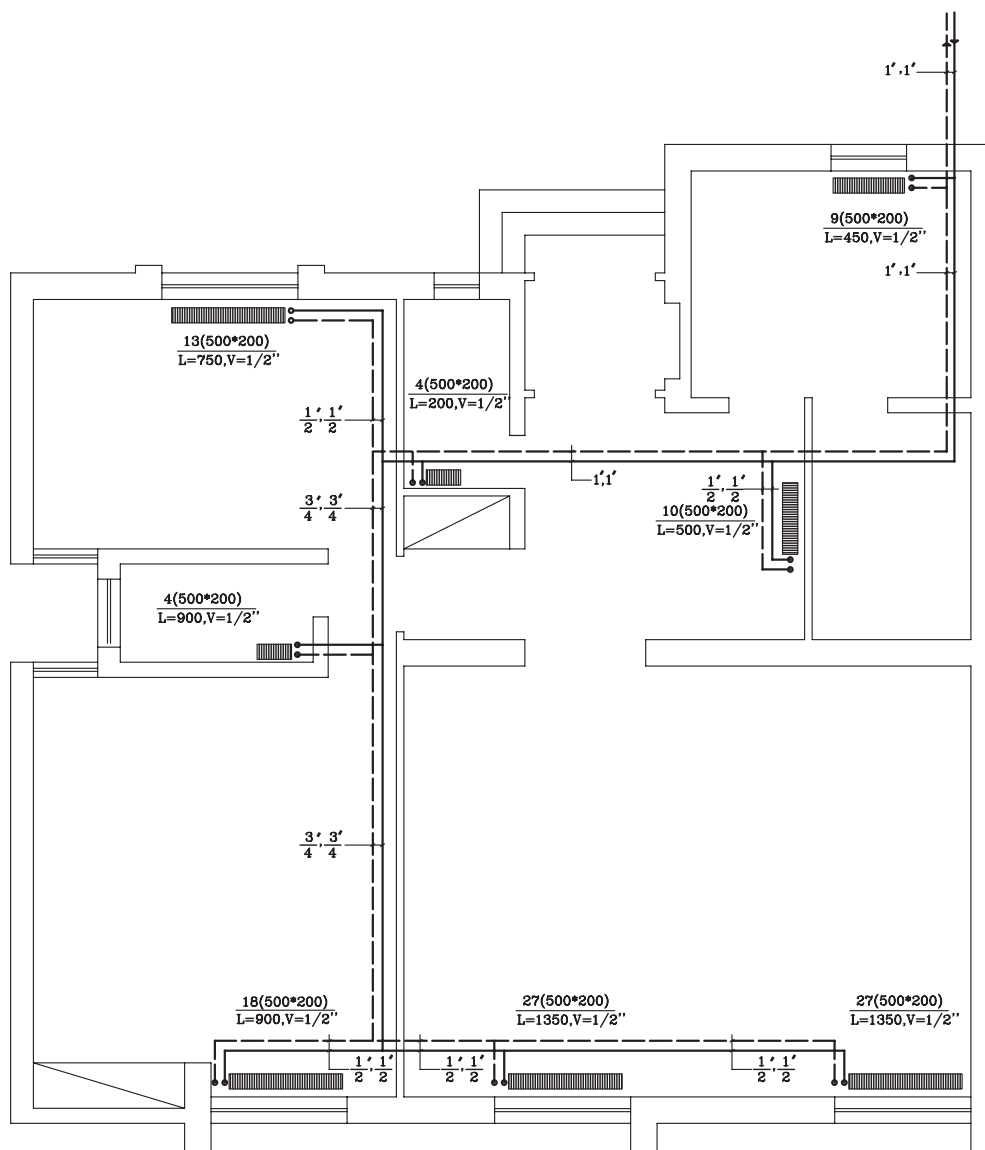 1′,1′
9(500*200)
L=450,V=1/2''
1′,1′
13(500*200)
L=750,V=1/2''
4(500*200)
L=200,V=1/2''
1/2′,1/2′
1′,1′
3/4′,3/4′
1/2′,1/2′
10(500*200)
L=500,V=1/2''
4(500*200)
L=900,V=1/2''
3/4′,3/4′
18(500*200)
L=900,V=1/2''
27(500*200)
L=1350,V=1/2''
27(500*200)
L=1350,V=1/2''
1/2′,1/2′
1/2′,1/2′
1/2′,1/2′